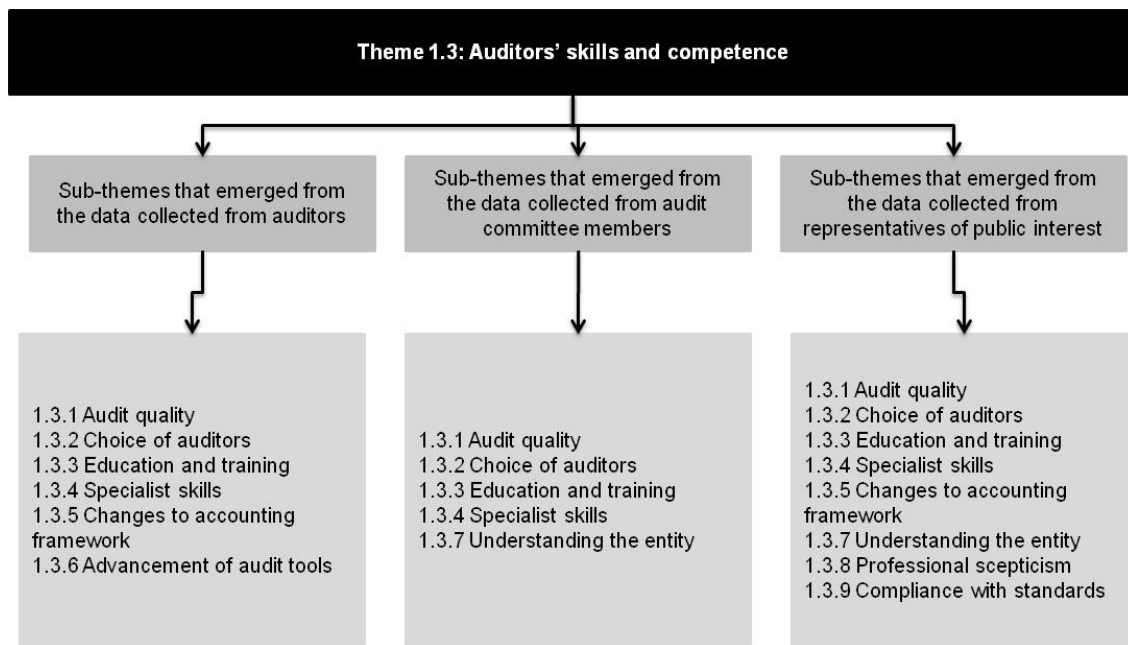 Theme 1.3: Auditors' skills and competence
Sub-themes that emerged from
the data collected from auditors
Sub-themes that emerged from
the data collected from audit
committee members
Sub-themes that emerged from
the data collected from
representatives of public interest
1.3.1 Audit quality
1.3.2 Choice of auditors
1.3.3 Education and training
1.3.4 Specialist skills
1.3.5 Changes to accounting
framework
1.3.6 Advancement of audit tools
1.3.1 Audit quality
1.3.2 Choice of auditors
1.3.3 Education and training
1.3.4 Specialist skills
1.3.7 Understanding the entity
1.3.1 Audit quality
1.3.2 Choice of auditors
1.3.3 Education and training
1.3.4 Specialist skills
1.3.5 Changes to accounting
framework
1.3.7 Understanding the entity
1.3.8 Professional scepticism
1.3.9 Compliance with standards